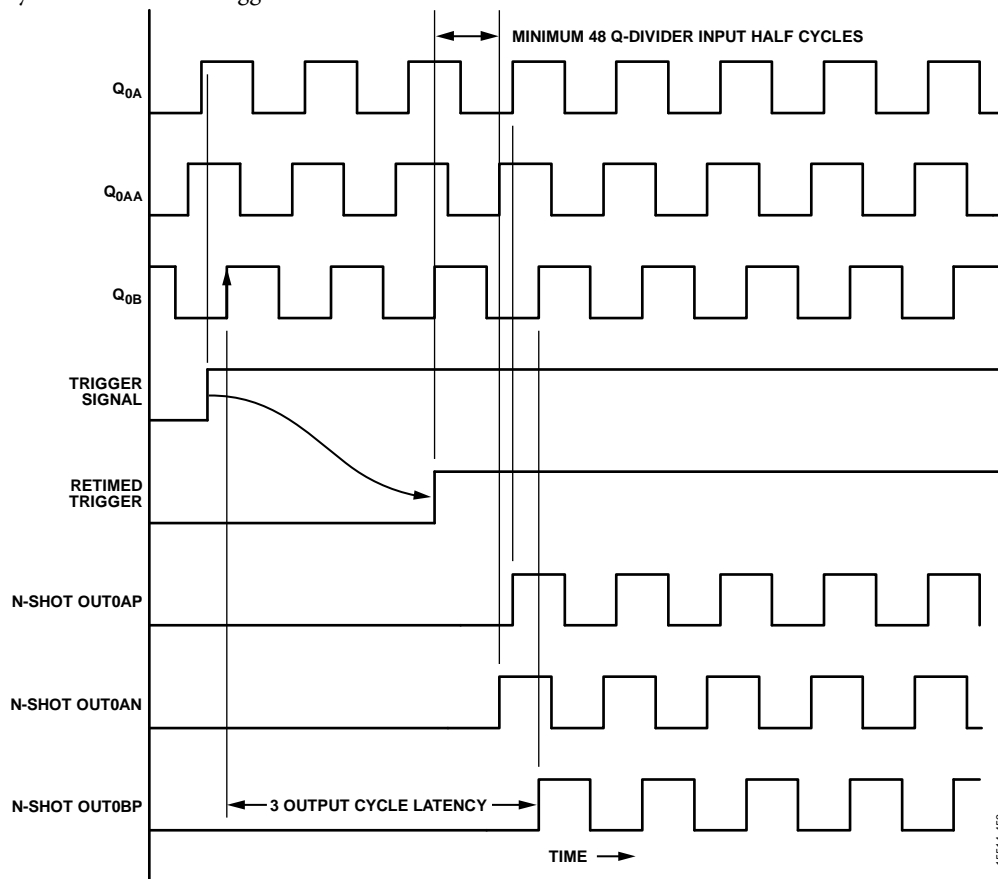 MINIMUM 48 Q-DIVIDER INPUT HALF CYCLES
Q0A
Q0AA
Q0B
TRIGGER
SIGNAL
RETIMED
TRIGGER
N-SHOT OUT0AP
N-SHOT OUT0AN
N-SHOT OUT0BP
3 OUTPUT CYCLE LATENCY
TIME